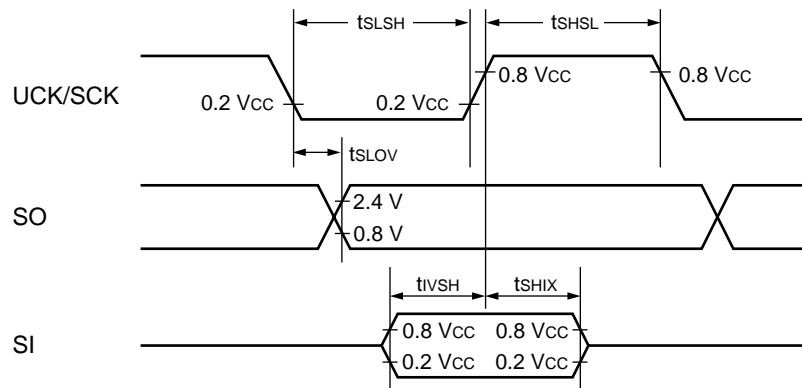 tSLSH tSHSL
UCK/SCK 0.2 VCC 0.2 VCC 0.8 VCC 0.8 VCC
tSLOV
SO 2.4 V
0.8 V
tIVSH tSHIX
SI 0.8 VCC 0.8 VCC
0.2 VCC 0.2 VCC